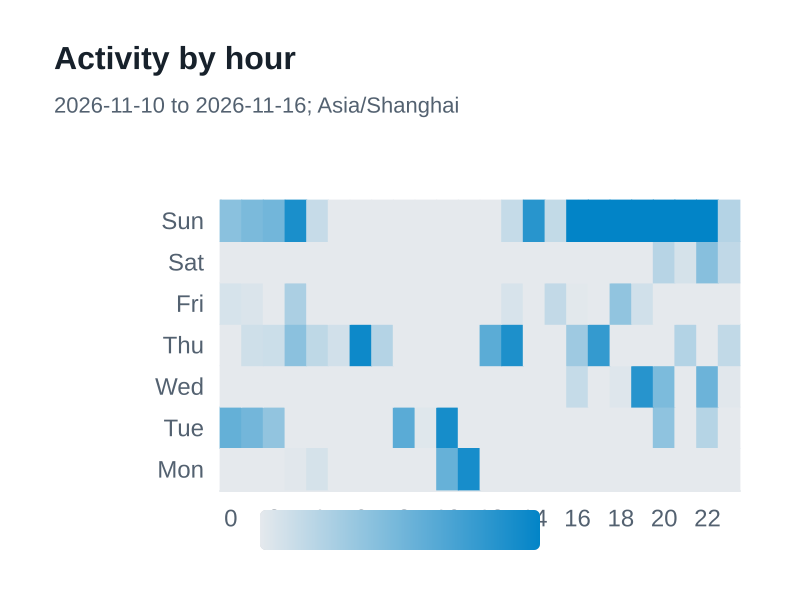 Activity by hour
2026-11-10 to 2026-11-16; Asia/Shanghai
Sun
Sat
Fri
Thu
Wed
Tue
Mon
0 16 18 20 22